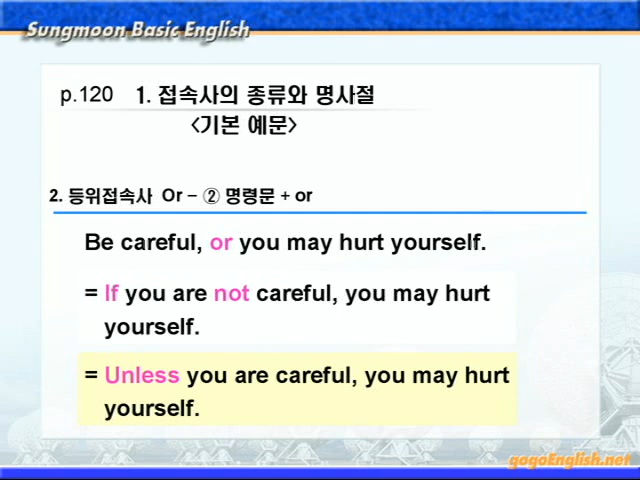 Sungmoon Basic English
p.120 1. 접속사의 종류와 명사절
<기본 예문>
2. 등위접속사 Or – ② 명령문 + or
Be careful, or you may hurt yourself.
= If you are not careful, you may hurt
yourself.
= Unless you are careful, you may hurt
yourself.
gogoEnglish.net